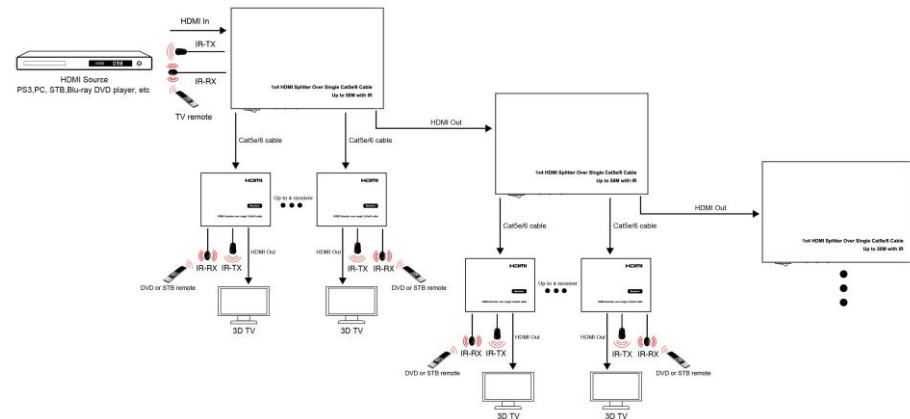 HDMI In
IR-TX
IR-RX
HDMI Source
PS3,PC, STB,Blu-ray DVD player, etc
TV remote
1x4 HDMI Splitter Over Single Cat5e/6 Cable
Up to 50M with IR
HDMI Out
Cat5e/6 cable
Cat5e/6 cable
HDMI
HDMI
Up to 4 receiver
HDMI Out
HDMI Out
IR-RX
IR-TX
IR-TX
IR-RX
DVD or STB remote
DVD or STB remote
3D TV
3D TV
1x4 HDMI Splitter Over Single Cat5e/6 Cable
Up to 50M with IR
HDMI Out
Cat5e/6 cable
Cat5e/6 cable
HDMI
HDMI
Up to 4 receiver
HDMI Out
HDMI Out
IR-RX
IR-TX
IR-TX
IR-RX
DVD or STB remote
DVD or STB remote
3D TV
3D TV
1x4 HDMI Splitter Over Single Cat5e/6 Cable
Up to 50M with IR